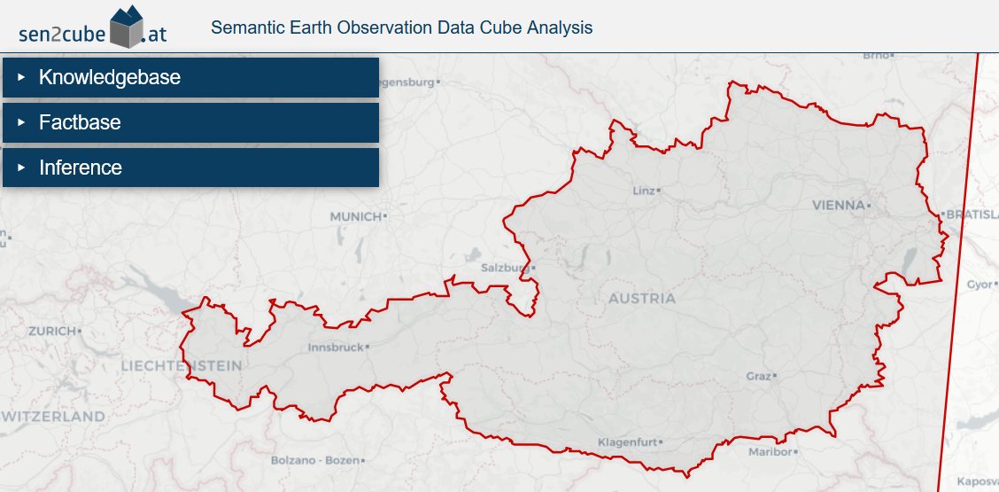 sen2cube.at
Semantic Earth Observation Data Cube Analysis
Knowledgebase
Factbase
Inference
Brno
egensburg
Linz
VIENNA
MUNICH
BRATISLA
Salzburg
Gyor
AUSTRIA
ZURICH
Innsbruck
LIECHTENSTEIN
Graz
WITZERLAND
Klagenfurt
Maribor
Bolzano - Bozen
Kaposv